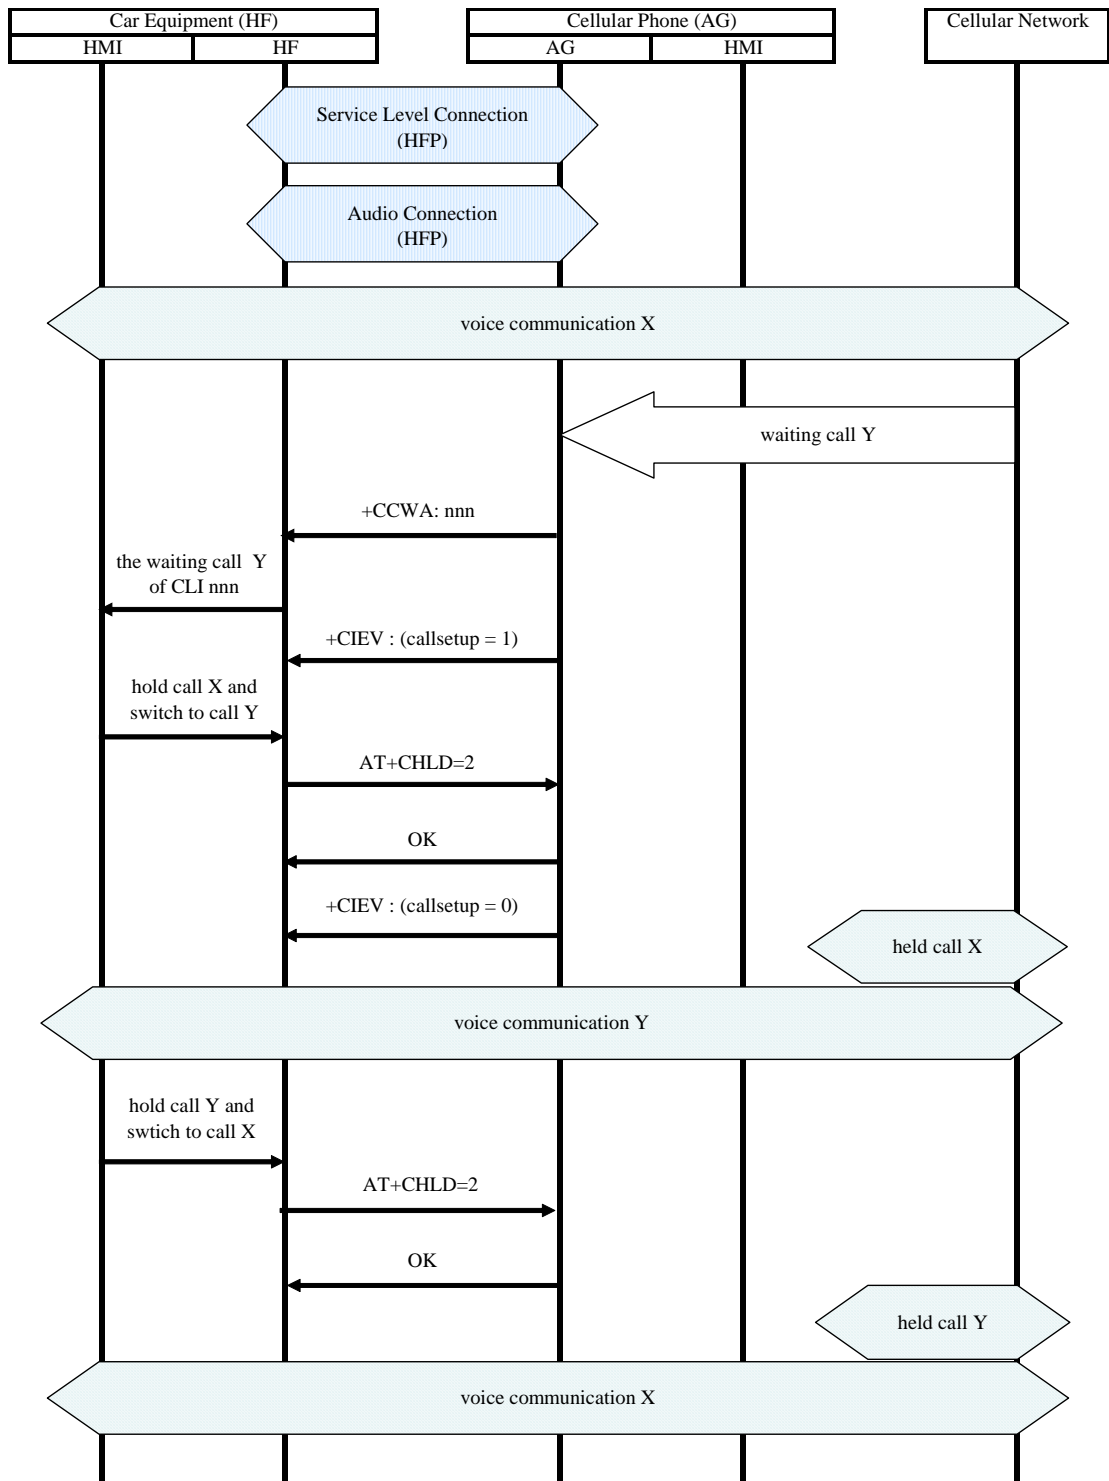 Car Equipment (HF)
Cellular Phone (AG)
Cellular Network
HMI
HF
AG
HMI
Service Level Connection
(HFP)
Audio Connection
(HFP)
voice communication X
waiting call Y
+CCWA: nnn
the waiting call  Y
of CLI nnn
+CIEV : (callsetup = 1)
hold call X and
switch to call Y
AT+CHLD=2
OK
+CIEV : (callsetup = 0)
held call X
voice communication Y
hold call Y and
swtich to call X
AT+CHLD=2
OK
held call Y
voice communication X